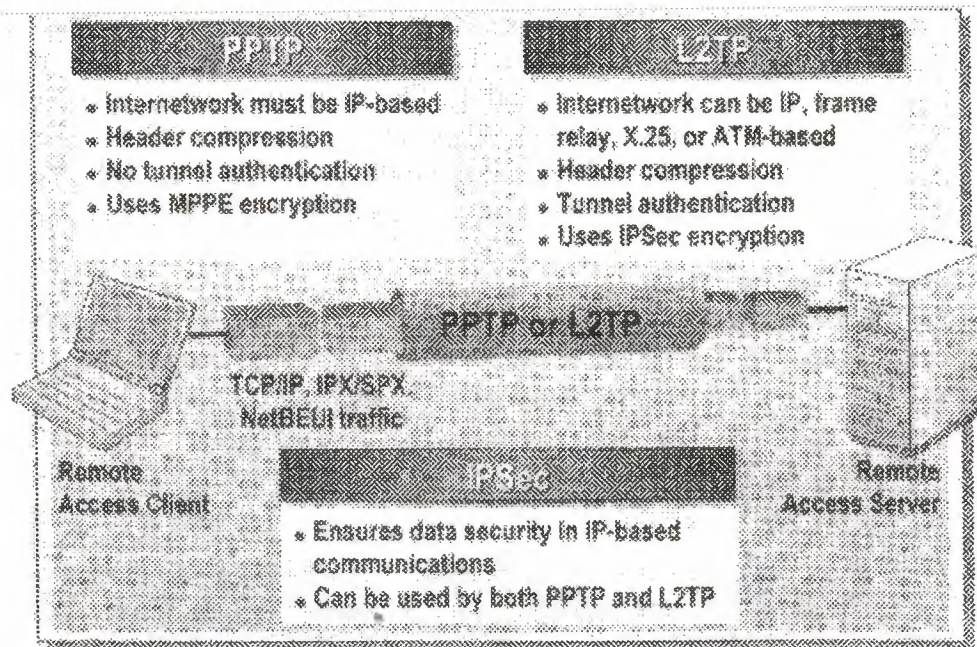 PPTP
Internetwork must be IP-based
Header compression
No tunnel authentication
Uses MPPE encryption
L2TP
Internetwork can be IP, frame
relay, X.25, or ATM-based
Header compression
Tunnel authentication
Uses IPSec encryption
PPTP or L2TP
TCP/IP, IPX/SPX,
NetBEUI traffic
Remote
Access Client
Remote
Access Server
IPSec
Ensures data security in IP-based
communications
Can be used by both PPTP and L2TP